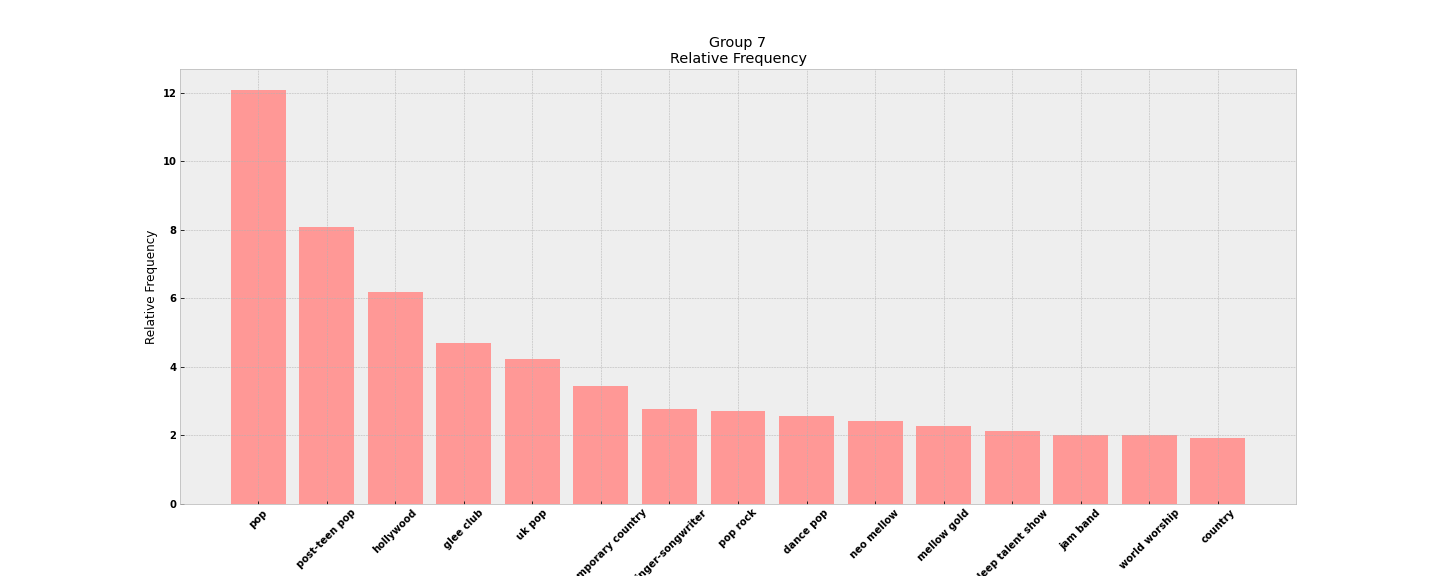 Group 7
Relative Frequency
Relative Frequency
12
10
8
6
4
2
0
pop
post-teen pop
hollywood
glee club
uk pop
mporary country
nger-songwriter
pop rock
dance pop
neo mellow
mellow gold
eep talent show
jam band
world worship
country